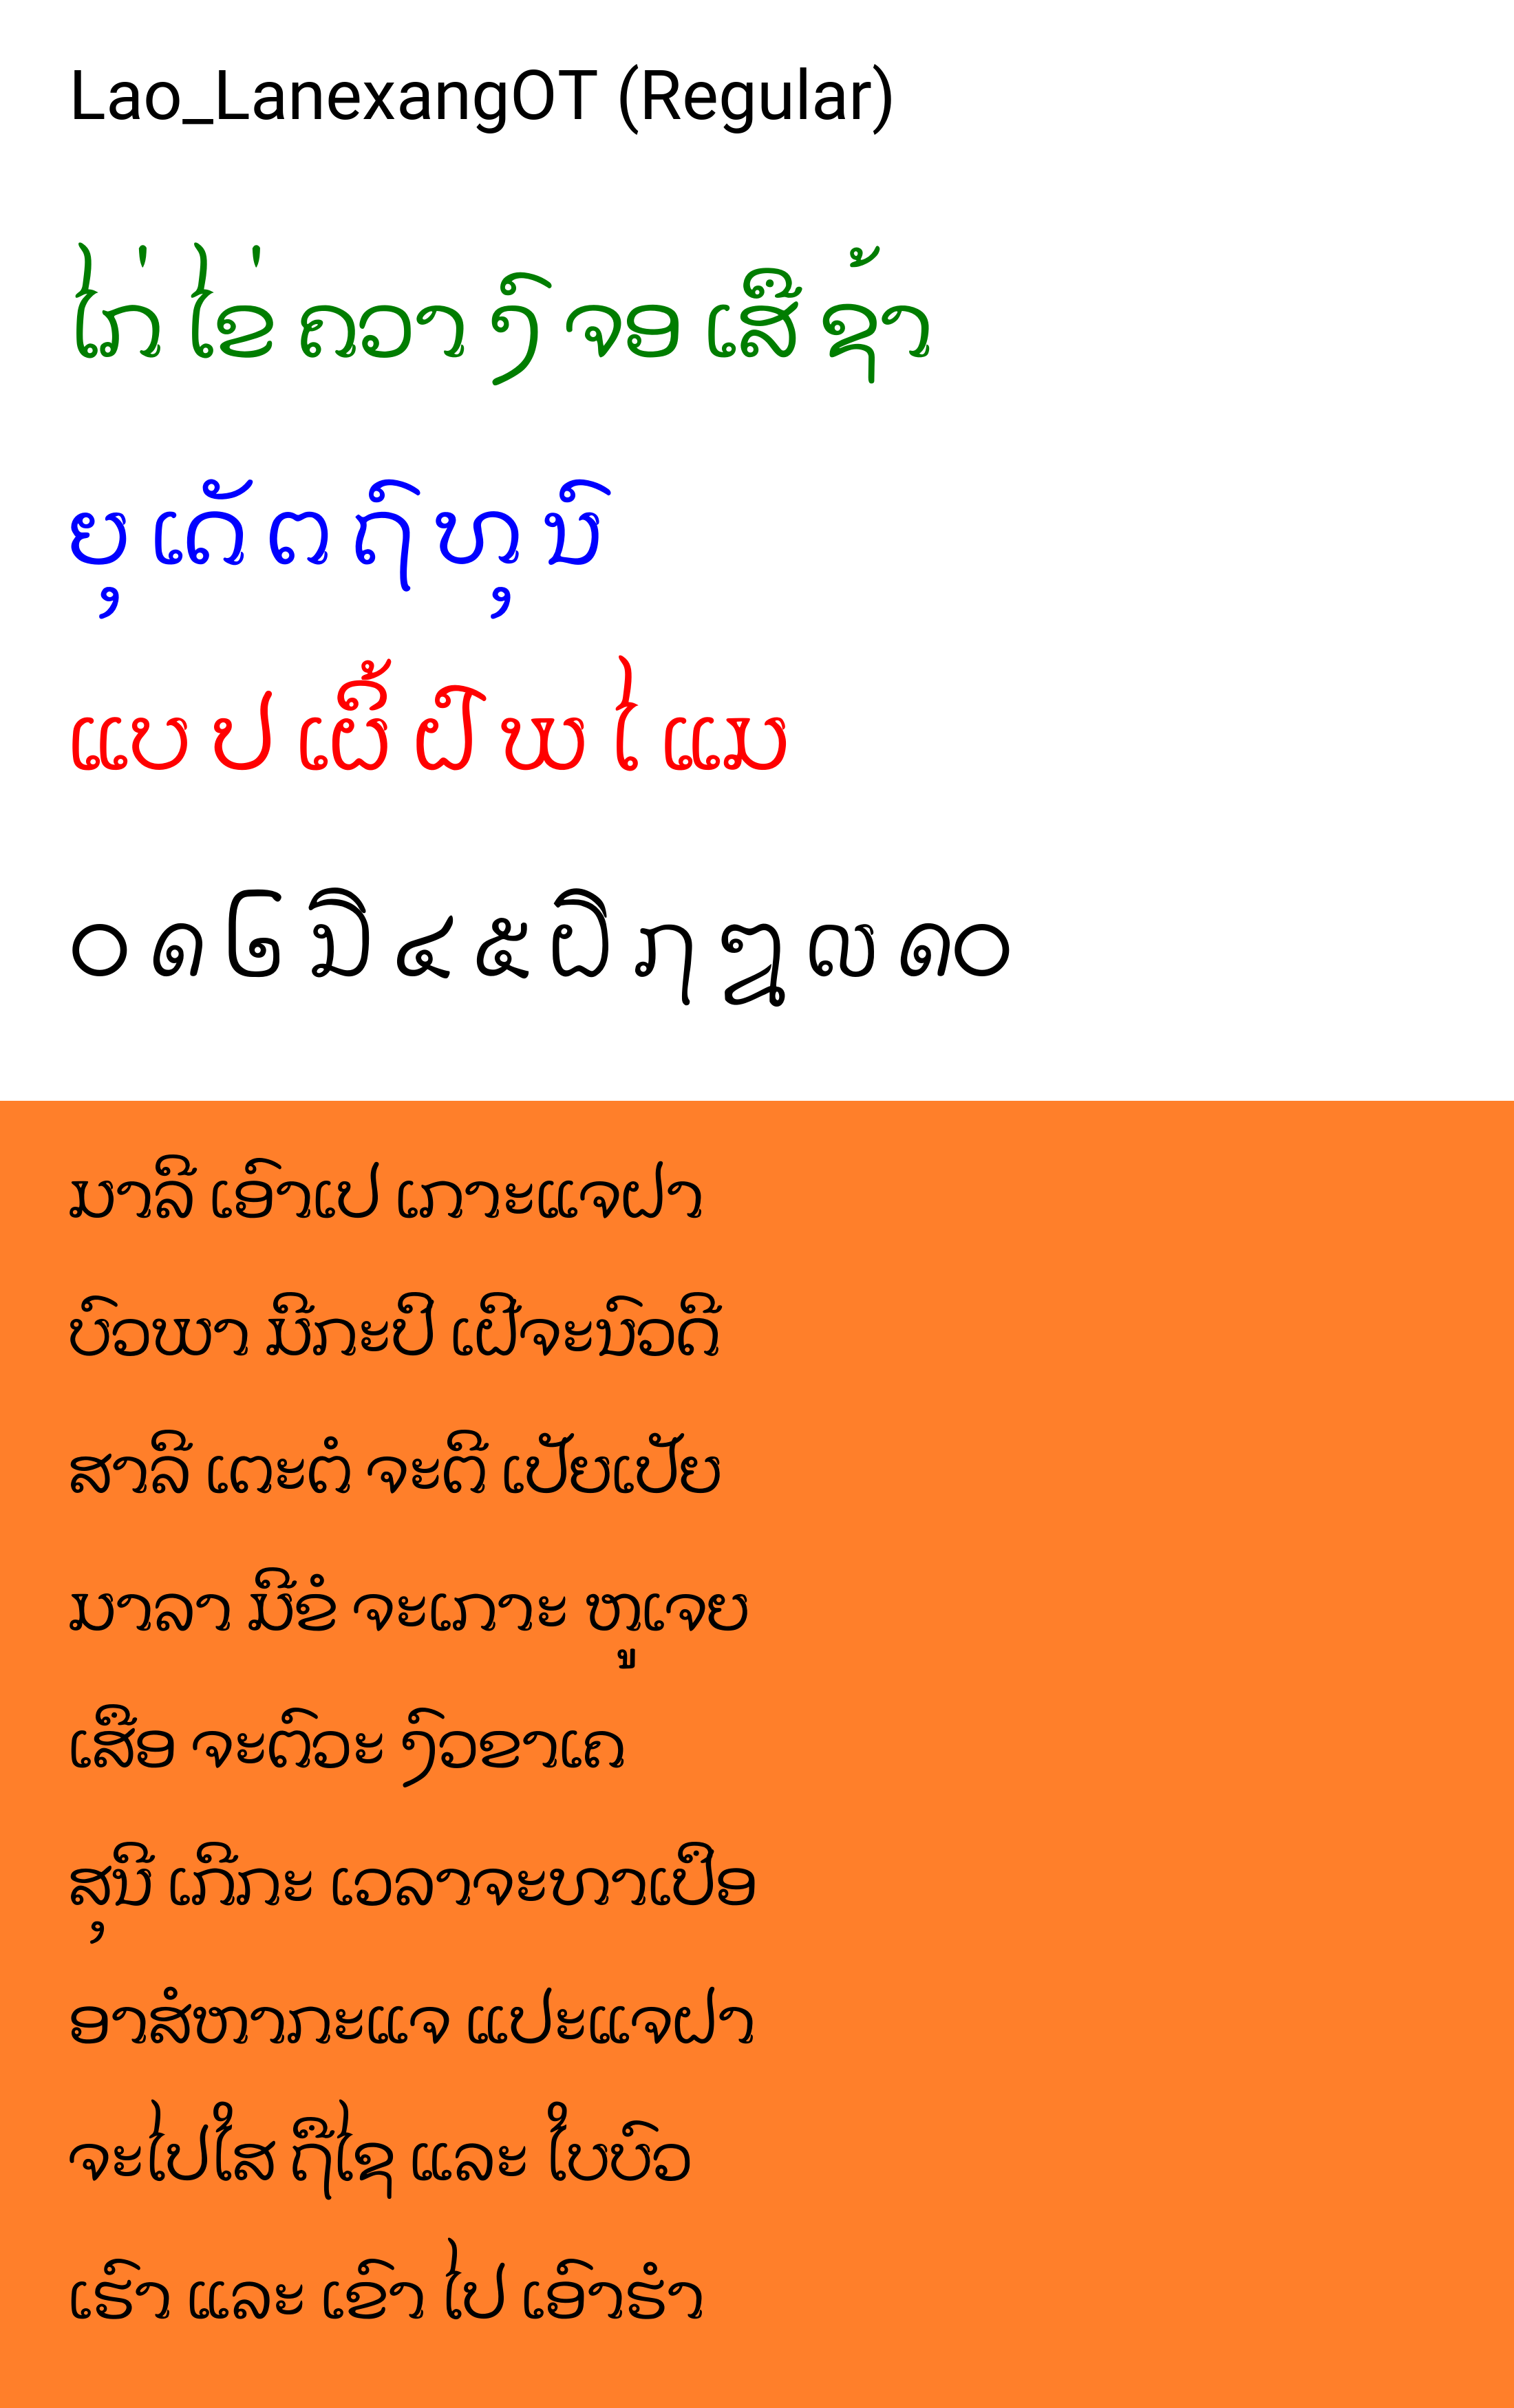 Lao_LanexangOT (Regular)
ໄກ່ ໄຂ່ ຄວາ ງົ ຈອ ເສື ຊ້າ
ຍຸ ເດັ ຕ ຖົ ທຸ ນົ
ແບ ປ ເຜິ້ ຝົ ພ ໄ ແມ
໐ ໑ ໒ ໓ ໔ ໕ ໖ ໗ ໘ ໙ ໑໐
ມາລີ ເອົາເປ ເກາະແຈຝາ
ບົວພາ ມີກະປີ ເຝີຈະນົວດີ
ສາລີ ເຕະຕໍ ຈະຕີ ເປັຍເປັຍ
ມາລາ ມີຂໍ ຈະເກາະ ຫູເຈຍ
ເສືອ ຈະຕົວະ ງົວຂາເຄ
ສຸນີ ເກີກະ ເວລາຈະທາເປືອ
ອາສໍຫາກະແຈ ແປະແຈຝາ
ຈະໄປໃສ ຖືໄຊ ແລະ ໃບບົວ
ເຮົາ ແລະ ເຂົາ ໄປ ເອົາຮຳ